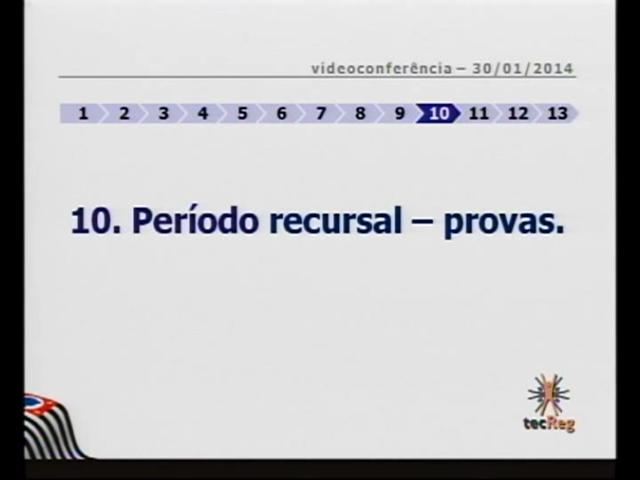 videoconferência – 30/01/2014
1 2 3 4 5 6 7 8 9 10 11 12 13
10. Período recursal – provas.
tecReg